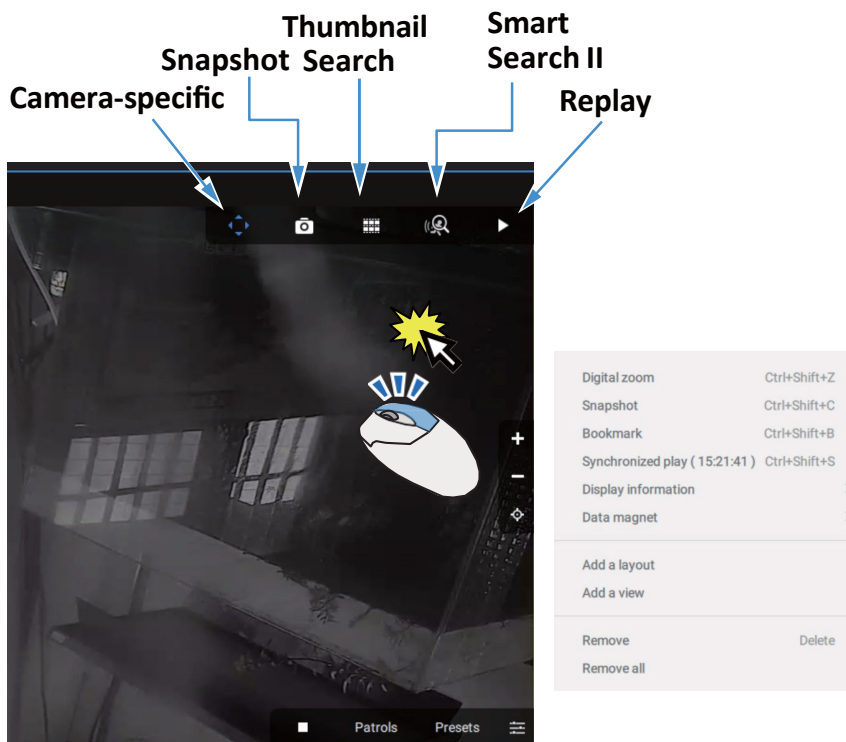 Thumbnail
Search
Smart
Search II
Snapshot
Camera-specific
Replay
Digital zoom Ctrl+Shift+Z
Snapshot Ctrl+Shift+C
Bookmark Ctrl+Shift+B
Synchronized play ( 15:21:41 ) Ctrl+Shift+S
Display information
Data magnet
Add a layout
Add a view
Remove Delete
Remove all
Patrols Presets